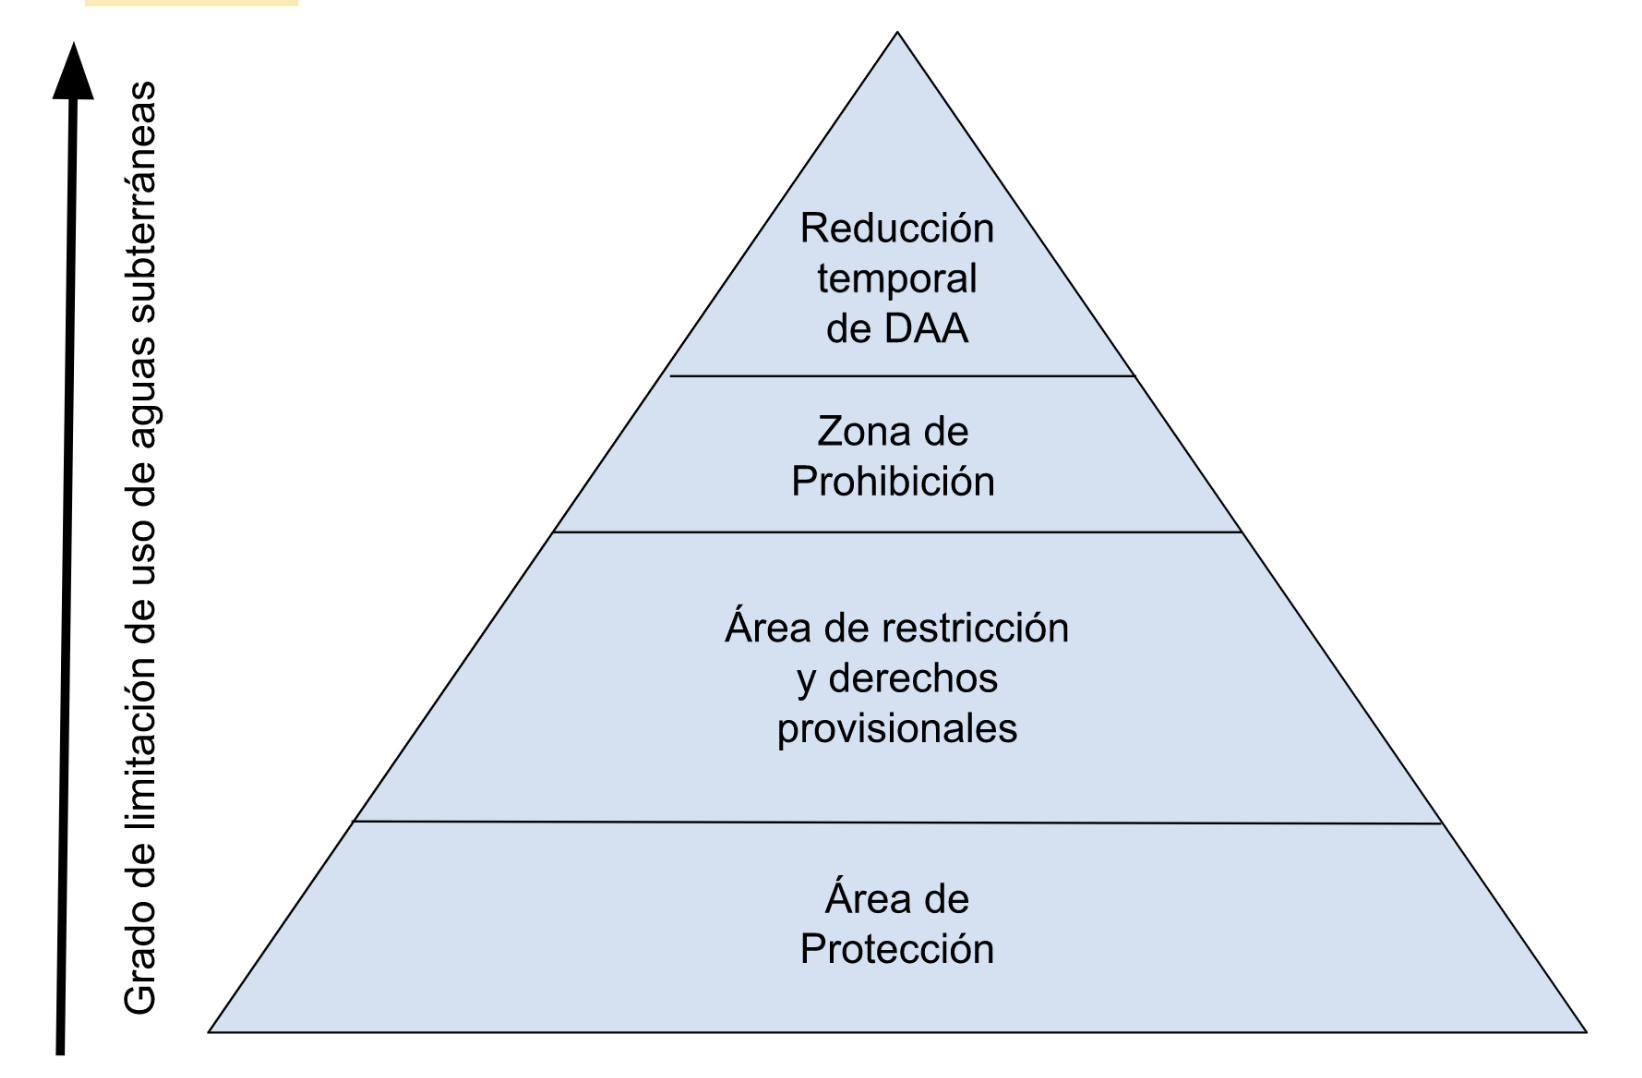 Grado de limitación de uso de aguas subterráneas
Reducción
temporal
de DAA
Zona de
Prohibición
Área de restricción
y derechos
provisionales
Área de
Protección